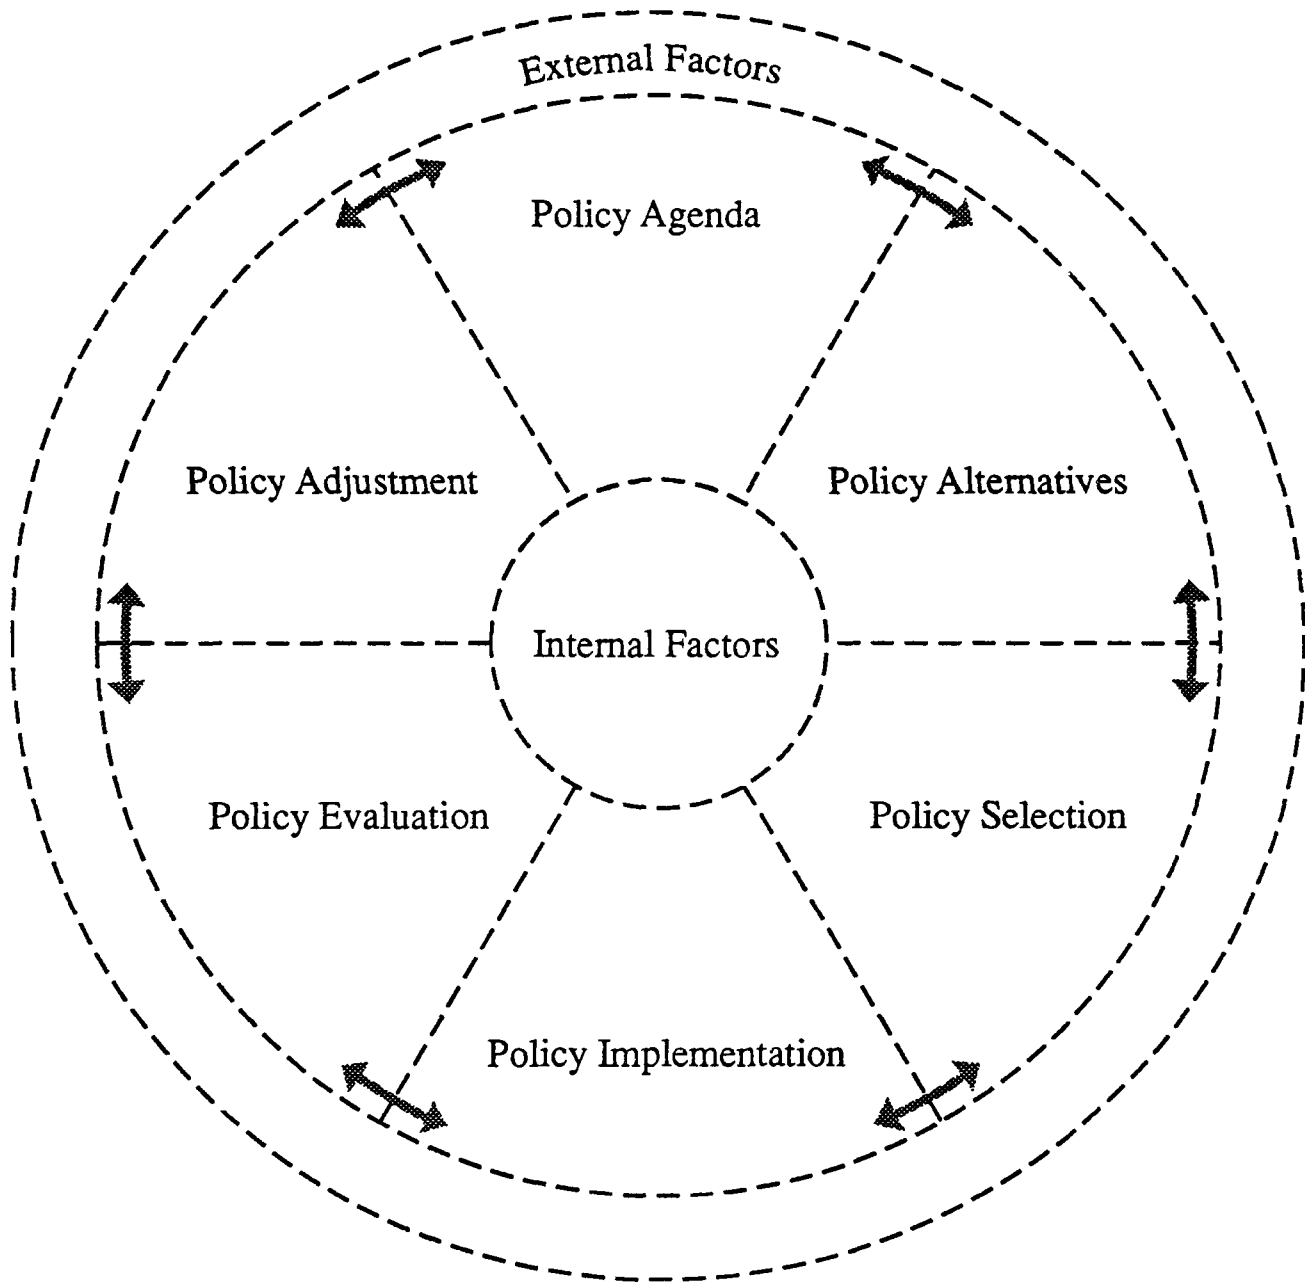 External Factors
Policy Agenda
Policy Adjustment
Policy Alternatives
Internal Factors
Policy Evaluation
Policy Selection
Policy Implementation